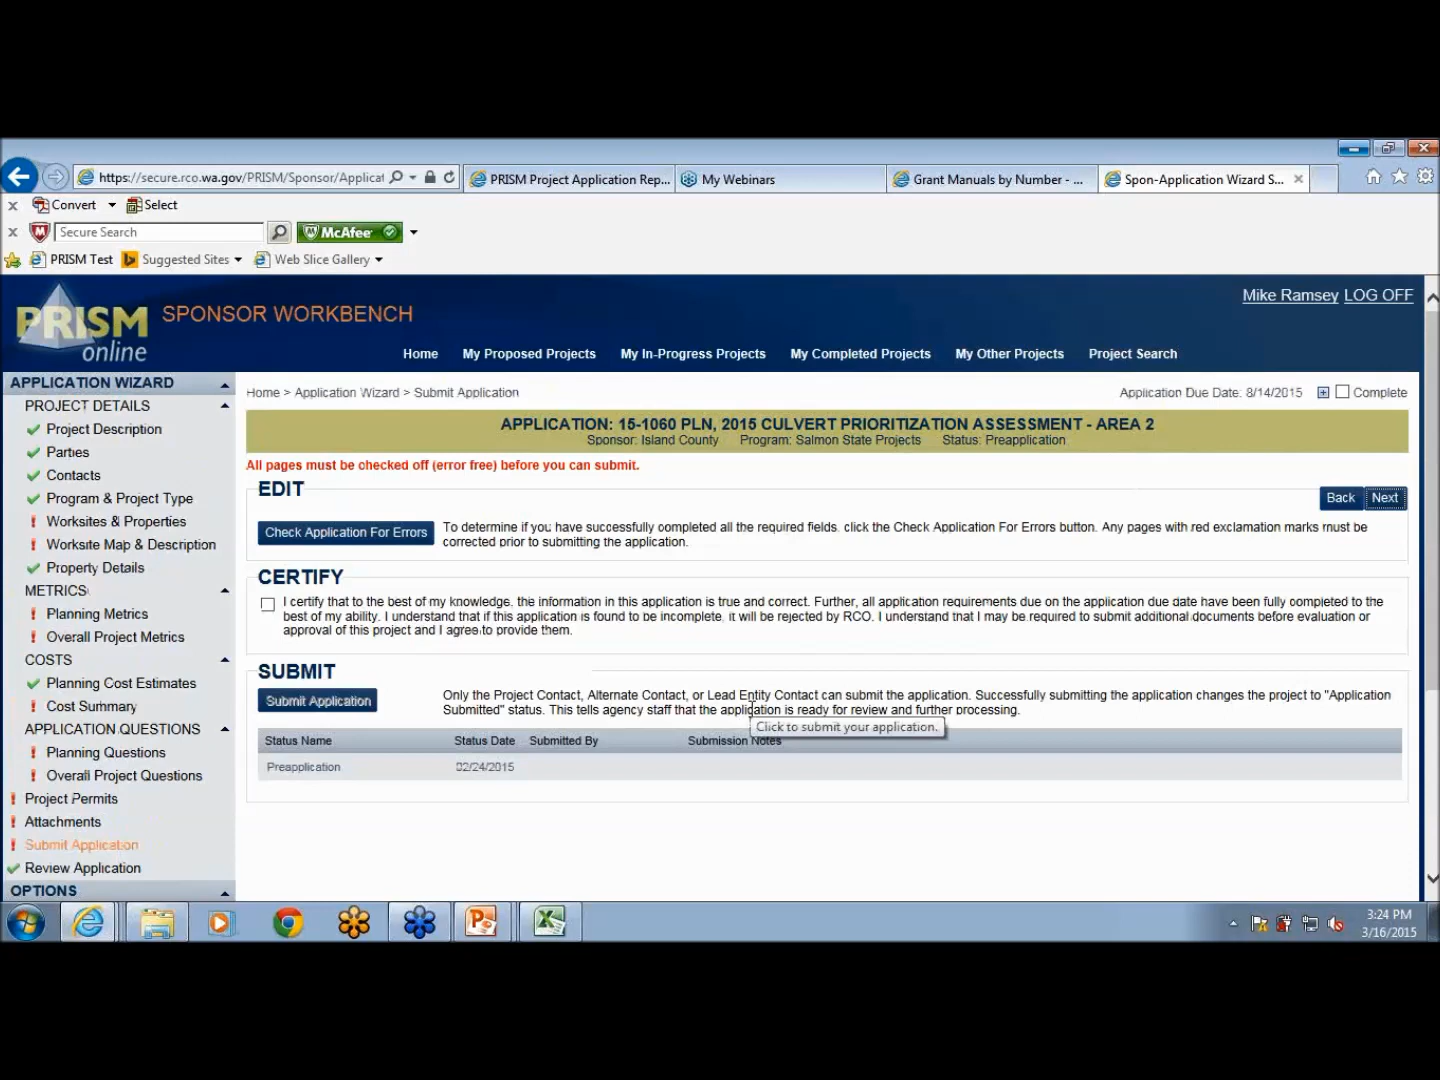 https://secure.rco.wa.gov/PRISM/Sponsor/Applicat
PRISM Project Application Rep...
My Webinars
Grant Manuals by Number - ...
Spon-Application Wizard S...
x Convert Select
x Secure Search McAfee
PRISM Test Suggested Sites Web Slice Gallery
PRISM online
SPONSOR WORKBENCH
Mike Ramsey LOG OFF
Home My Proposed Projects My In-Progress Projects My Completed Projects My Other Projects Project Search
APPLICATION WIZARD
PROJECT DETAILS
Project Description
Parties
Contacts
Program & Project Type
Worksites & Properties
Worksite Map & Description
Property Details
METRICS
Planning Metrics
Overall Project Metrics
COSTS
Planning Cost Estimates
Cost Summary
APPLICATION QUESTIONS
Planning Questions
Overall Project Questions
Project Permits
Attachments
Submit Application
Review Application
OPTIONS
Home > Application Wizard > Submit Application
Application Due Date: 8/14/2015 Complete
APPLICATION: 15-1060 PLN, 2015 CULVERT PRIORITIZATION ASSESSMENT - AREA 2
Sponsor: Island County Program: Salmon State Projects Status: Preapplication
All pages must be checked off (error free) before you can submit.
EDIT
Back Next
Check Application For Errors
To determine if you have successfully completed all the required fields, click the Check Application For Errors button. Any pages with red exclamation marks must be
corrected prior to submitting the application.
CERTIFY
I certify that to the best of my knowledge, the information in this application is true and correct. Further, all application requirements due on the application due date have been fully completed to the
best of my ability. I understand that if this application is found to be incomplete, it will be rejected by RCO. I understand that I may be required to submit additional documents before evaluation or
approval of this project and I agree to provide them.
SUBMIT
Submit Application
Only the Project Contact, Alternate Contact, or Lead Entity Contact can submit the application. Successfully submitting the application changes the project to "Application
Submitted" status. This tells agency staff that the application is ready for review and further processing.
Click to submit your application.
Status Name Status Date Submitted By Submission Notes
Preapplication 02/24/2015
3:24 PM
3/16/2015